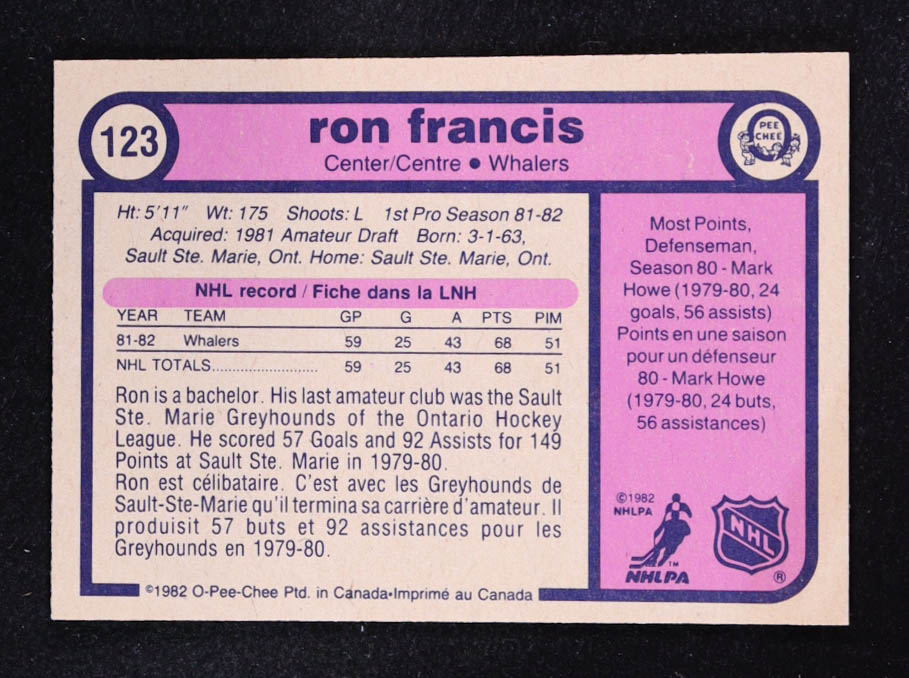 123
ron francis
Center/Centre • Whalers
PEE
CHEE
Ht: 5'11" Wt: 175 Shoots: L 1st Pro Season 81-82
Acquired: 1981 Amateur Draft Born: 3-1-63,
Sault Ste. Marie, Ont. Home: Sault Ste. Marie, Ont.
NHL record / Fiche dans la LNH
YEAR TEAM GP G A PTS PIM
81-82 Whalers 59 25 43 68 51
NHL TOTALS.......................... 59 25 43 68 51
Ron is a bachelor. His last amateur club was the Sault
Ste. Marie Greyhounds of the Ontario Hockey
League. He scored 57 Goals and 92 Assists for 149
Points at Sault Ste. Marie in 1979-80.
Ron est célibataire. C'est avec les Greyhounds de
Sault-Ste-Marie qu'il termina sa carrière d'amateur. Il
produisit 57 buts et 92 assistances pour les
Greyhounds en 1979-80.
Most Points,
Defenseman,
Season 80 - Mark
Howe (1979-80, 24
goals, 56 assists)
Points en une saison
pour un défenseur
80 - Mark Howe
(1979-80, 24 buts,
56 assistances)
©1982
NHLPA
TM
NHLPA
NHL
®
©1982 O-Pee-Chee Ptd. in Canada•Imprimé au Canada